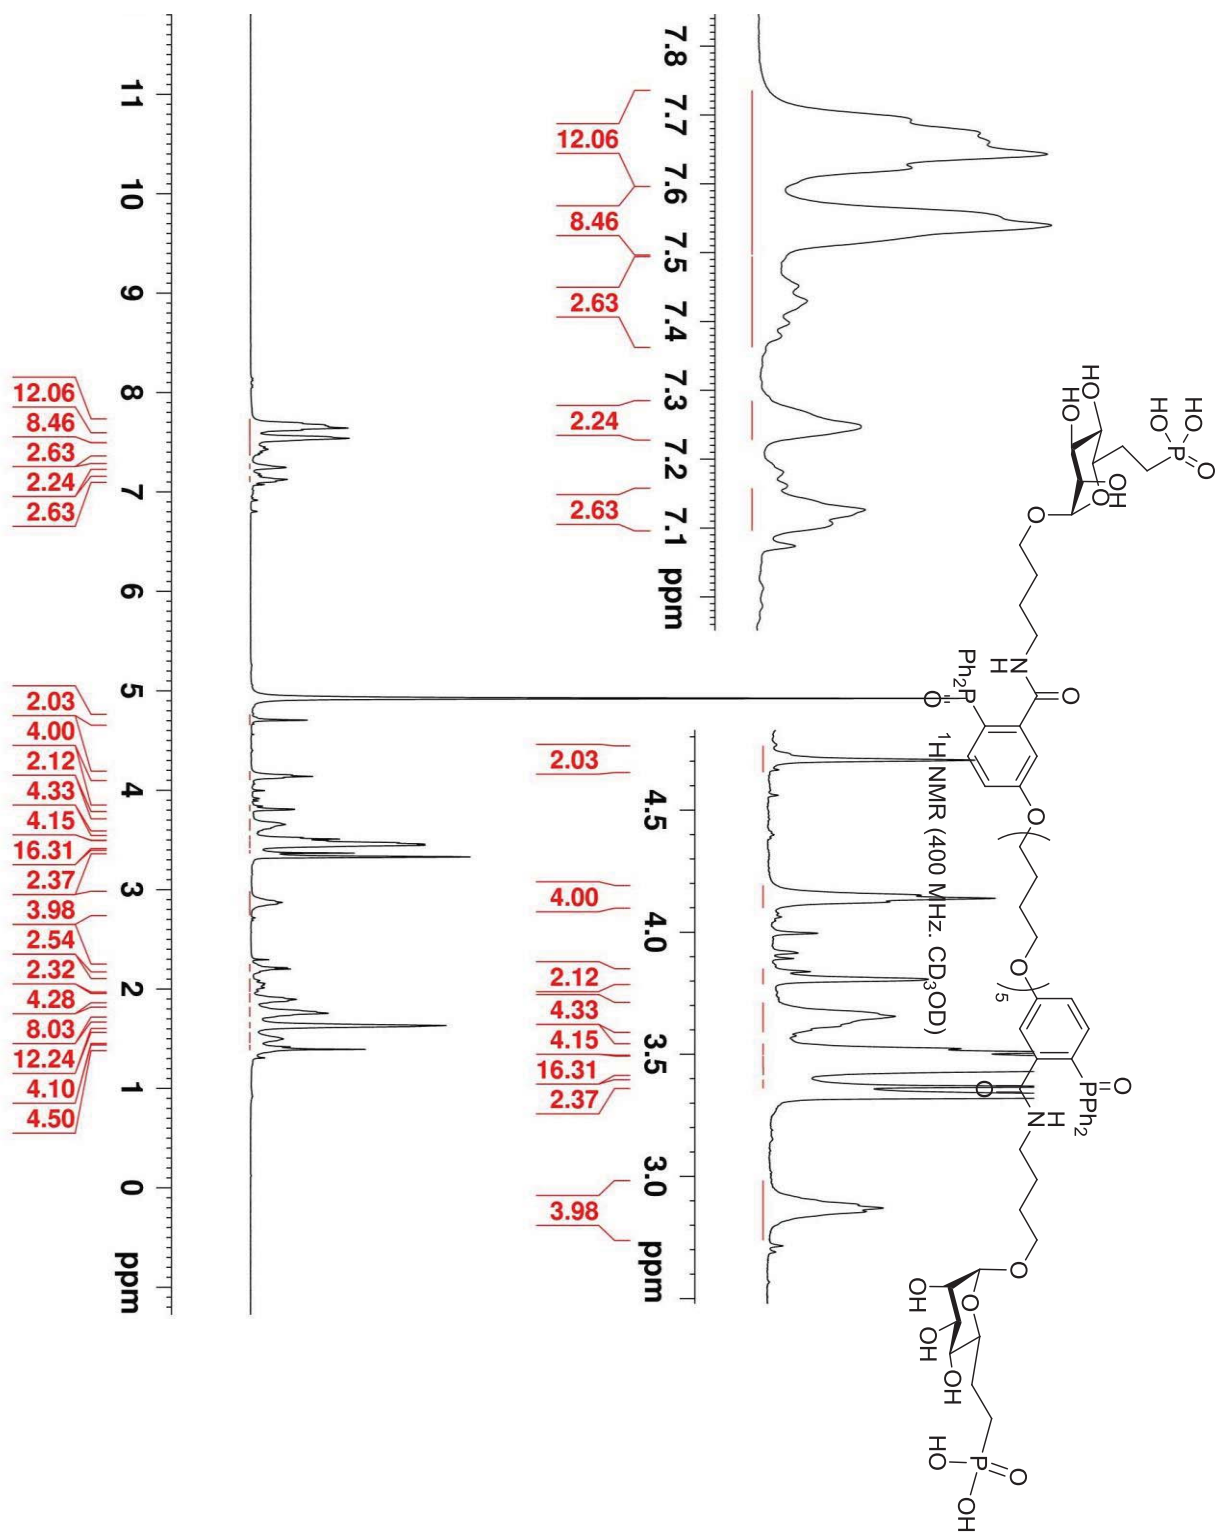 HO
HO
P
O
HO
HO
OH
O
O
N
H
O
Ph2P
O
O
O
5
O
PPh2
O
H
N
O
O
OH
OH
OH
P
O
HO
OH
1H NMR (400 MHz. CD3OD)
7.8 7.7 7.6 7.5 7.4 7.3 7.2 7.1 ppm
12.06
8.46
2.63
2.24
2.63
4.5 4.0 3.5 3.0 ppm
2.03
4.00
2.12
4.33
4.15
16.31
2.37
3.98
11 10 9 8 7 6 5 4 3 2 1 0 ppm
12.06
8.46
2.63
2.24
2.63
2.03
4.00
2.12
4.33
4.15
16.31
2.37
3.98
2.54
2.32
4.28
8.03
12.24
4.10
4.50